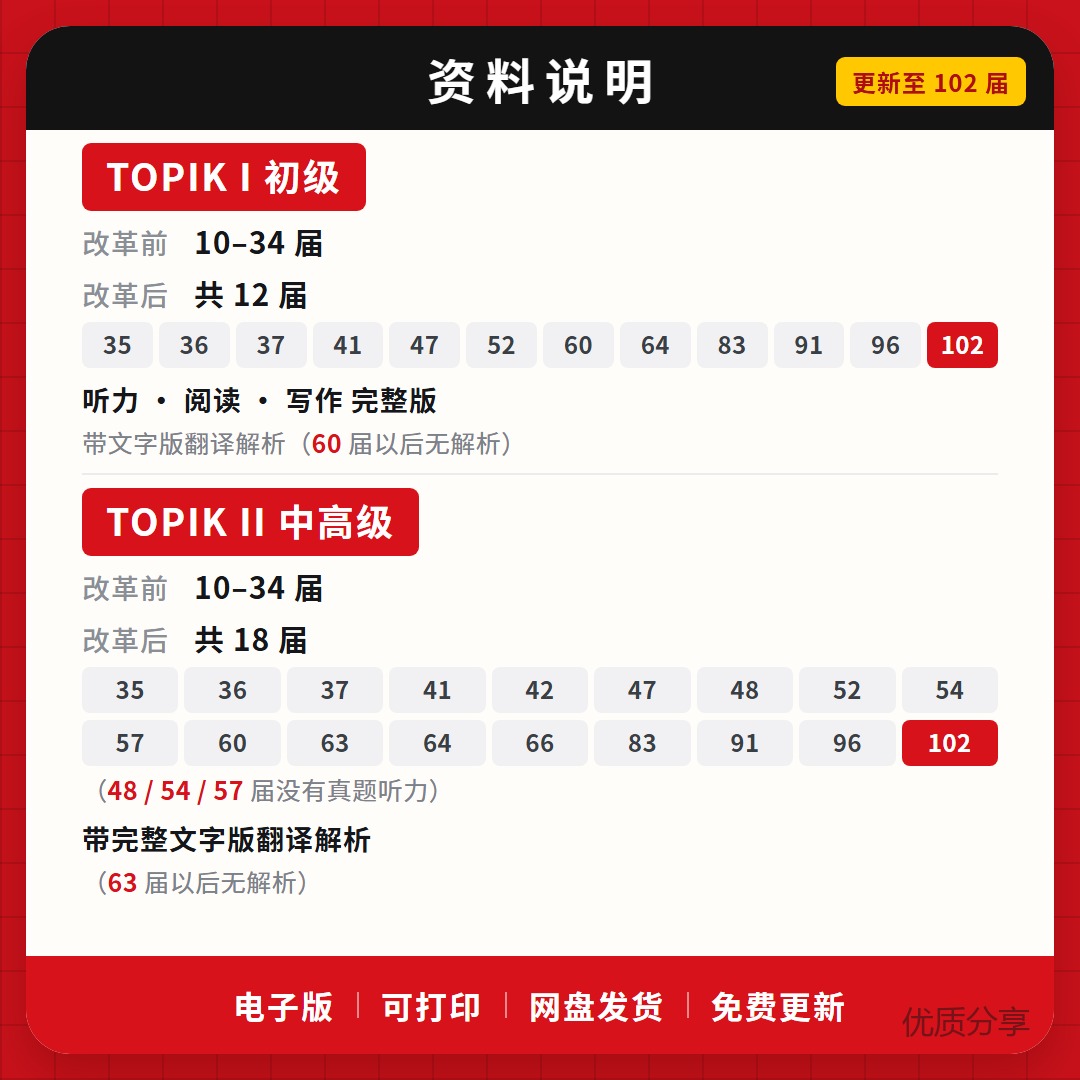 资料说明
更新至 102 届
TOPIK I 初级
改革前 10–34 届
改革后 共 12 届
35 36 37 41 47 52 60 64 83 91 96 102
听力 · 阅读 · 写作 完整版
带文字版翻译解析（60 届以后无解析）
TOPIK II 中高级
改革前 10–34 届
改革后 共 18 届
35 36 37 41 42 47 48 52 54
57 60 63 64 66 83 91 96 102
（48 / 54 / 57 届没有真题听力）
带完整文字版翻译解析
（63 届以后无解析）
电子版 | 可打印 | 网盘发货 | 免费更新
优质分享